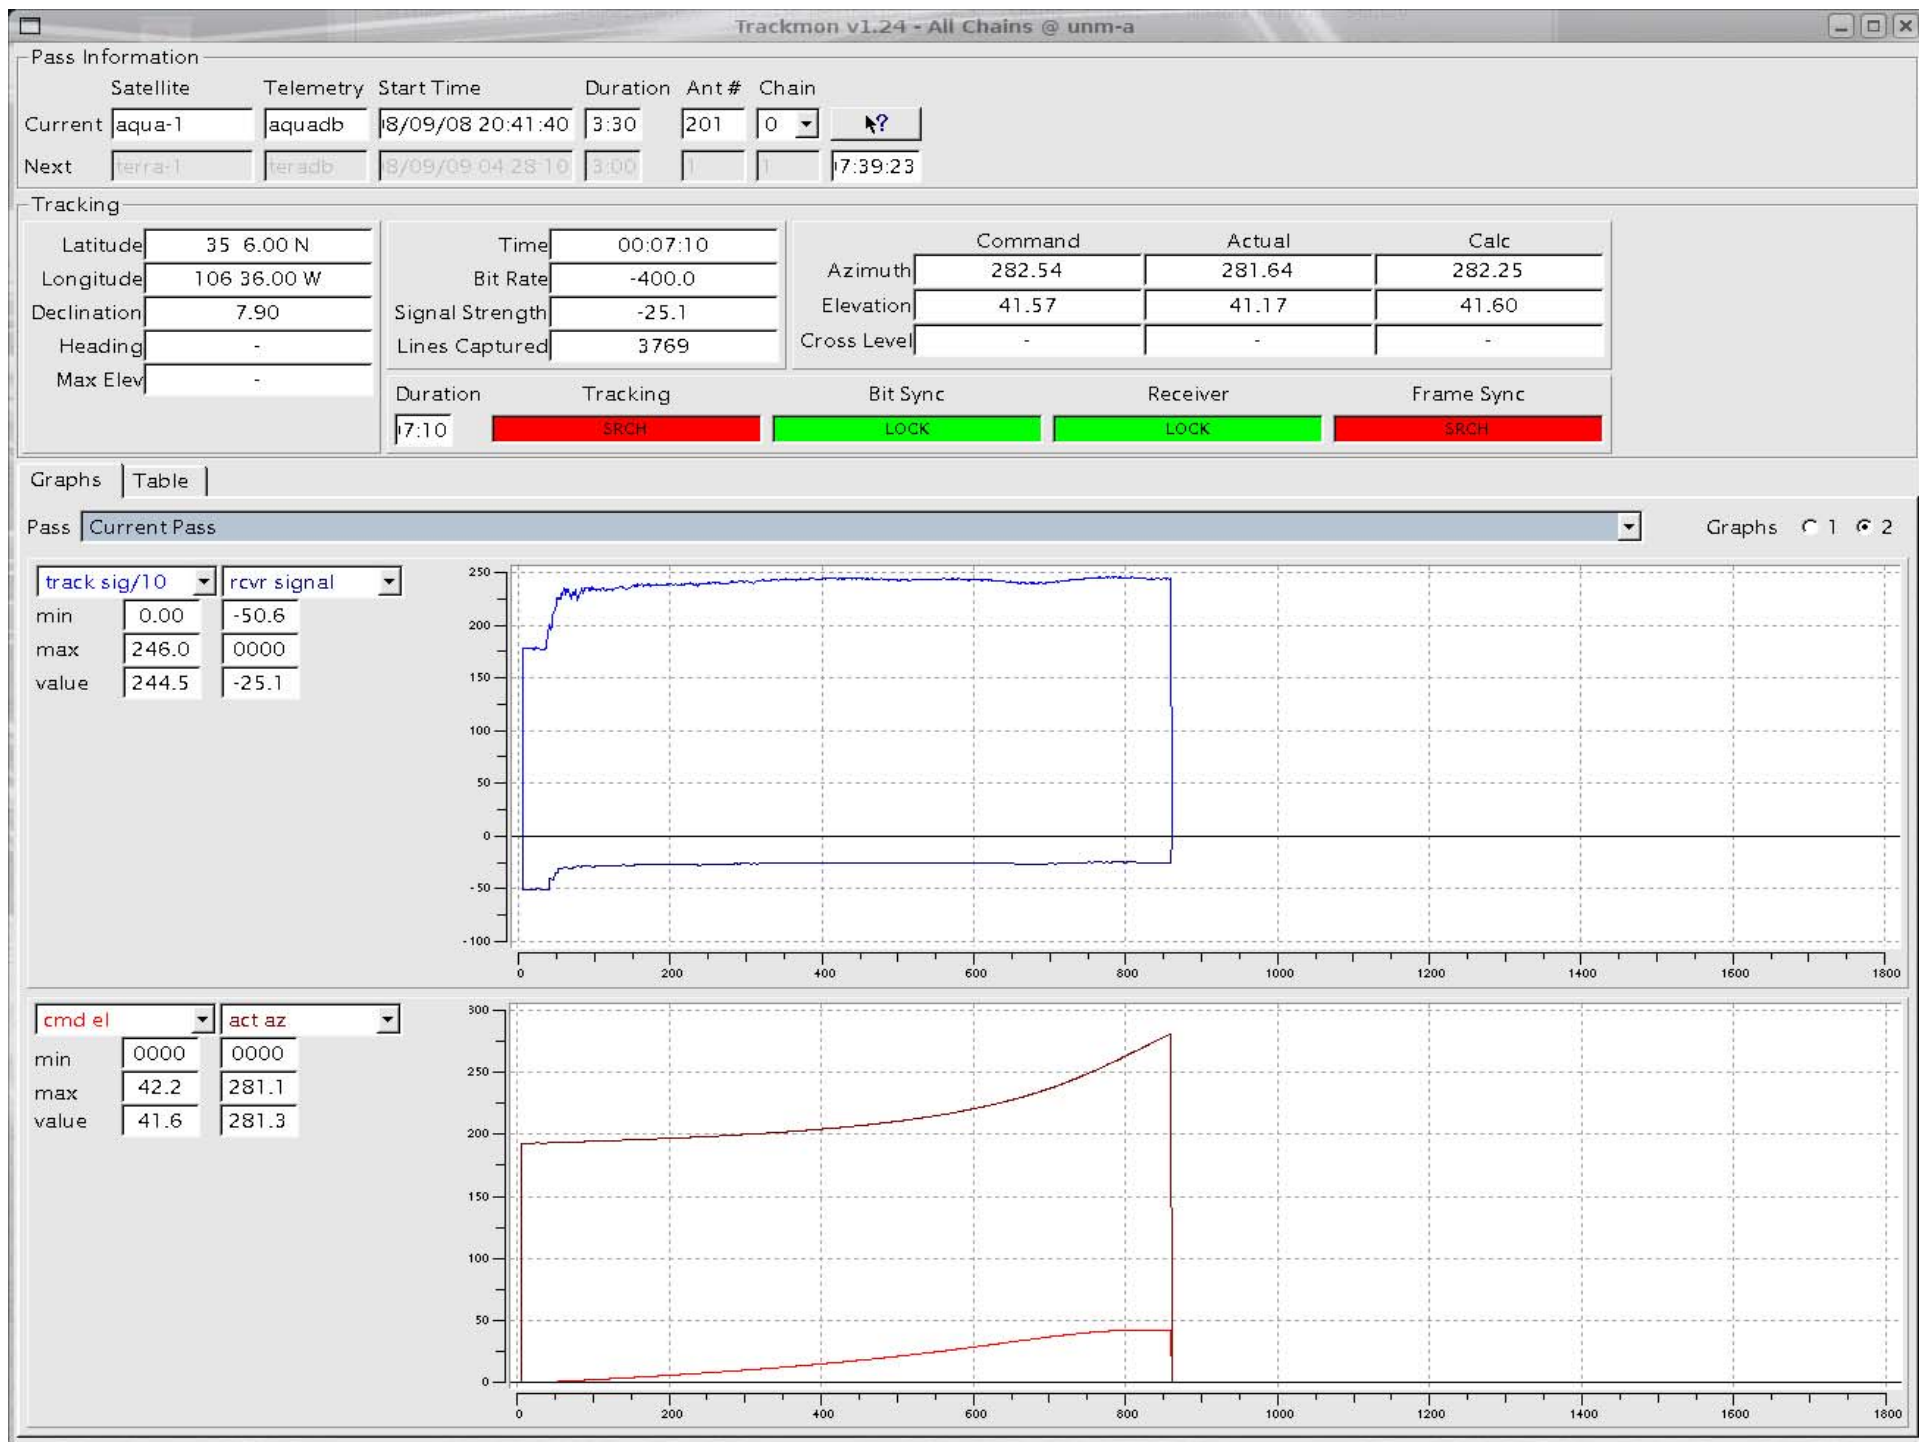 Trackmon v1.24 - All Chains @ unm-a
Pass Information
Satellite Telemetry Start Time Duration Ant # Chain
Current aqua-1 aquadb 8/09/08 20:41:40 3:30 201 0 ?
Next terra-1 teradb 8/09/09 04:28:10 3:00 1 1 7:39:23
Tracking
Latitude 35 6.00 N
Longitude 106 36.00 W
Declination 7.90
Heading -
Max Elev -
Time 00:07:10
Bit Rate -400.0
Signal Strength -25.1
Lines Captured 3769
Command Actual Calc
Azimuth 282.54 281.64 282.25
Elevation 41.57 41.17 41.60
Cross Level - - -
Duration Tracking Bit Sync Receiver Frame Sync
7:10 SRCH LOCK LOCK SRCH
Graphs Table
Pass Current Pass Graphs 1 2
track sig/10 rcvr signal
min 0.00 -50.6
max 246.0 0000
value 244.5 -25.1
250
200
150
100
50
0
-50
-100
0 200 400 600 800 1000 1200 1400 1600 1800
cmd el act az
min 0000 0000
max 42.2 281.1
value 41.6 281.3
300
250
200
150
100
50
0
0 200 400 600 800 1000 1200 1400 1600 1800